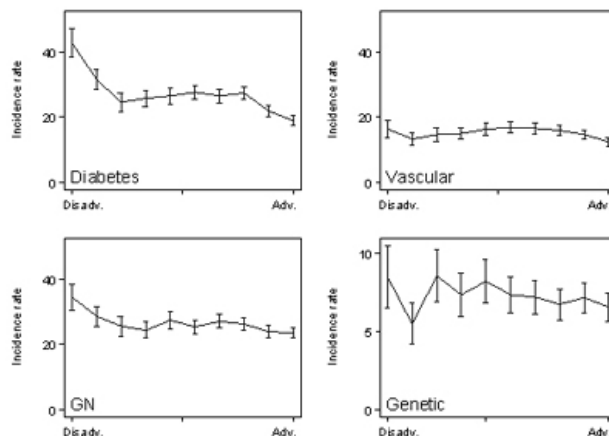 Incidence rate
40
20
0
Diabetes
Disadv.
Adv.
Incidence rate
40
20
0
Vascular
Disadv.
Adv.
Incidence rate
40
20
0
GN
Disadv.
Adv.
Incidence rate
10
5
0
Genetic
Disadv.
Adv.